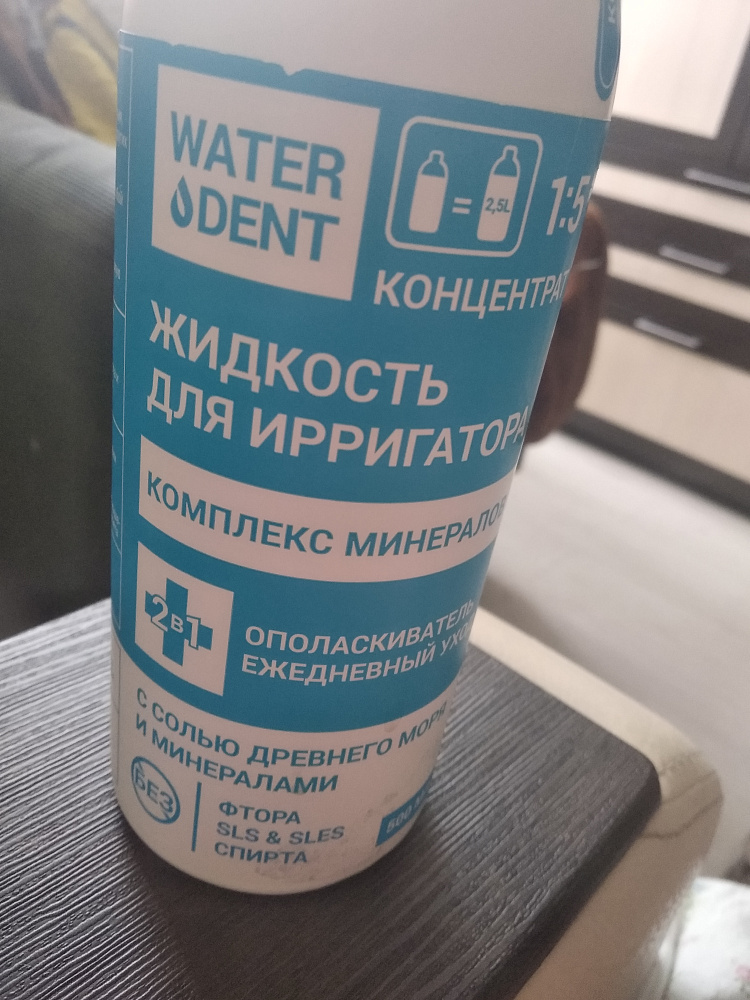 WATER
DENT
2,5L
=
1:5
КОНЦЕНТРАТ
ЖИДКОСТЬ
ДЛЯ ИРРИГАТОРА
КОМПЛЕКС МИНЕРАЛОВ
2в1
ОПОЛАСКИВАТЕЛЬ
ЕЖЕДНЕВНЫЙ УХОД
С СОЛЬЮ ДРЕВНЕГО МОРЯ
И МИНЕРАЛАМИ
БЕЗ
ФТОРА
SLS & SLES
СПИРТА
500